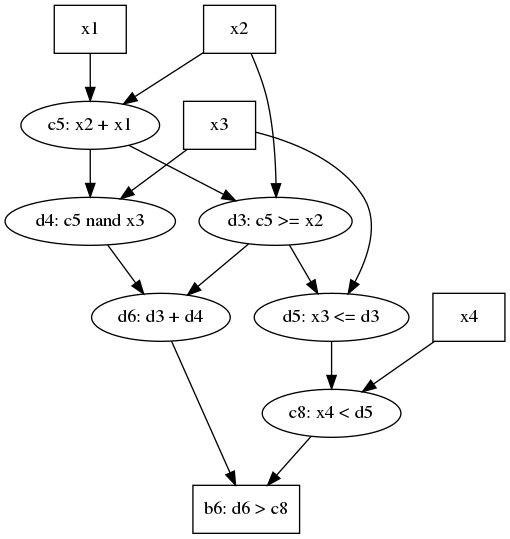 x1
x2
c5: x2 + x1
x3
d4: c5 nand x3
d3: c5 >= x2
d6: d3 + d4
d5: x3 <= d3
x4
c8: x4 < d5
b6: d6 > c8